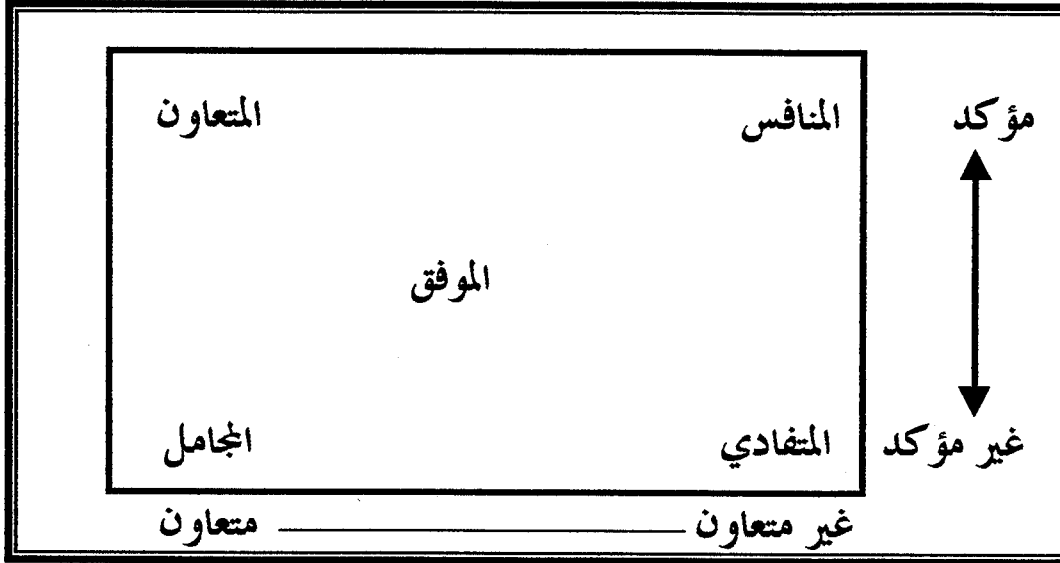 مؤكد المنافس المتعاون
الموفق
غير مؤكد المتفادي المجامل
غير متعاون متعاون